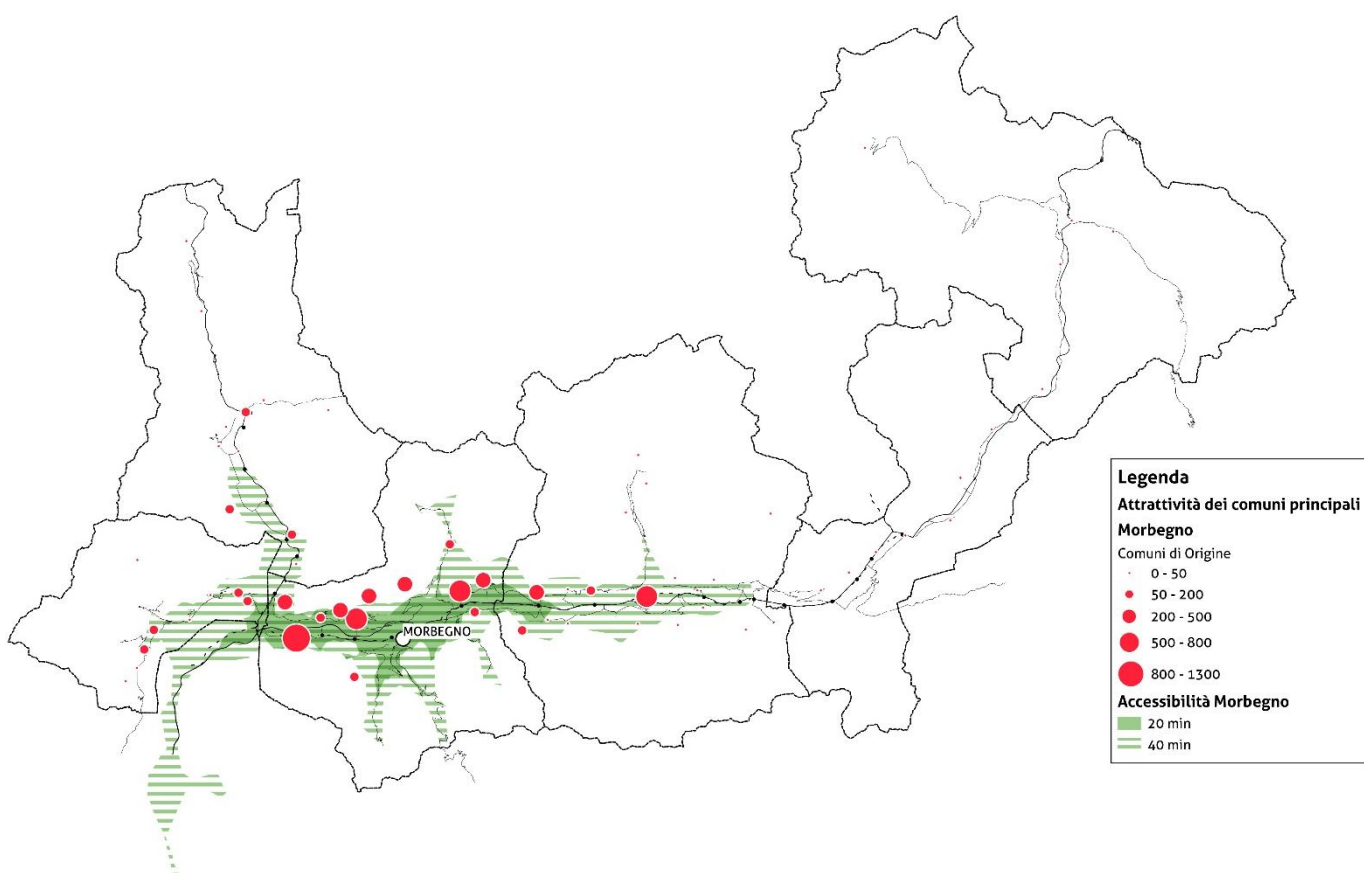 MORBEGNO
Legenda
Attrattività dei comuni principali
Morbegno
Comuni di Origine
0 - 50
50 - 200
200 - 500
500 - 800
800 - 1300
Accessibilità Morbegno
20 min
40 min